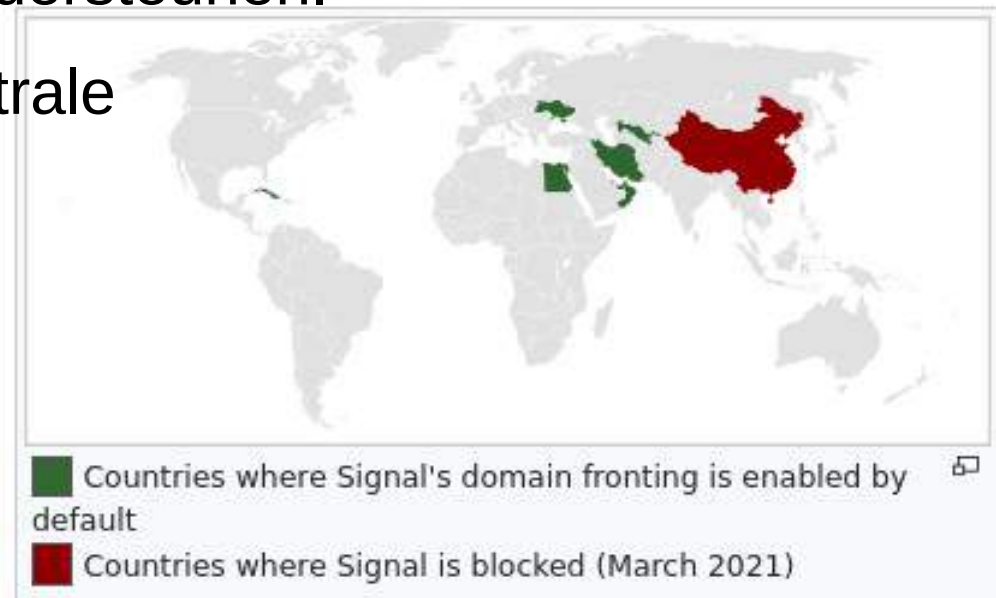 trale
Countries where Signal's domain fronting is enabled by
default
Countries where Signal is blocked (March 2021)